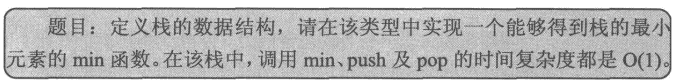 题目：定义栈的数据结构，请在该类型中实现一个能够得到栈的最小
元素的 min 函数。在该栈中，调用 min、push 及 pop 的时间复杂度都是 O(1)。